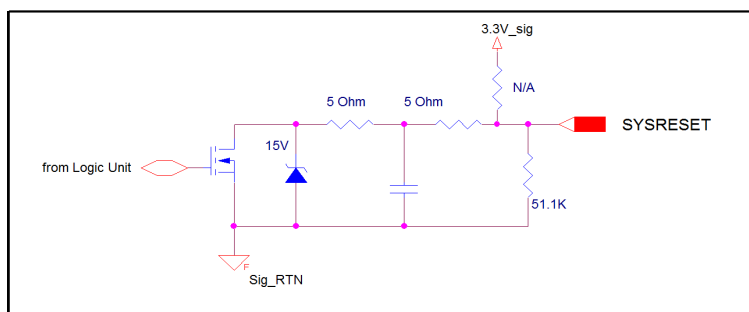 3.3V_sig
5 Ohm
5 Ohm
N/A
SYSRESET
15V
from Logic Unit
51.1K
F
Sig_RTN